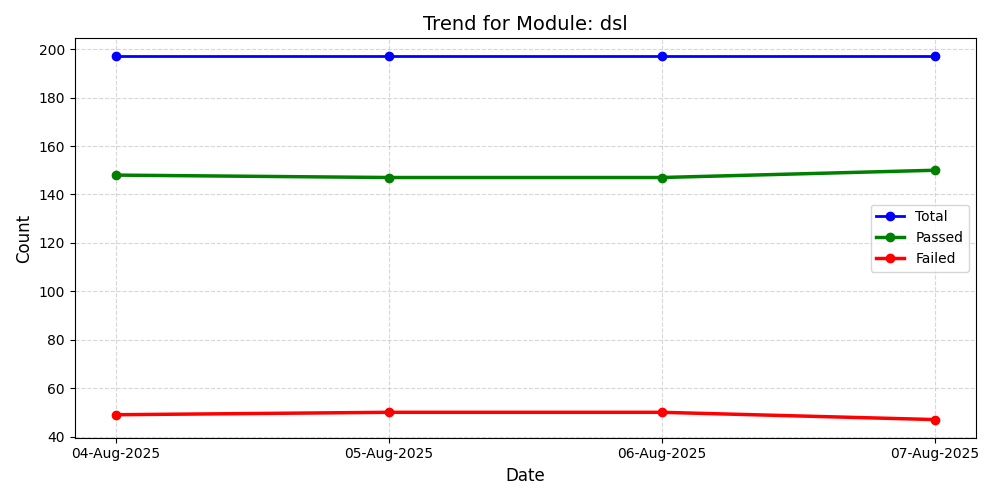 Trend for Module: dsl
Count
200
180
160
140
120
100
80
60
40
Total
Passed
Failed
04-Aug-2025 05-Aug-2025 06-Aug-2025 07-Aug-2025
Date